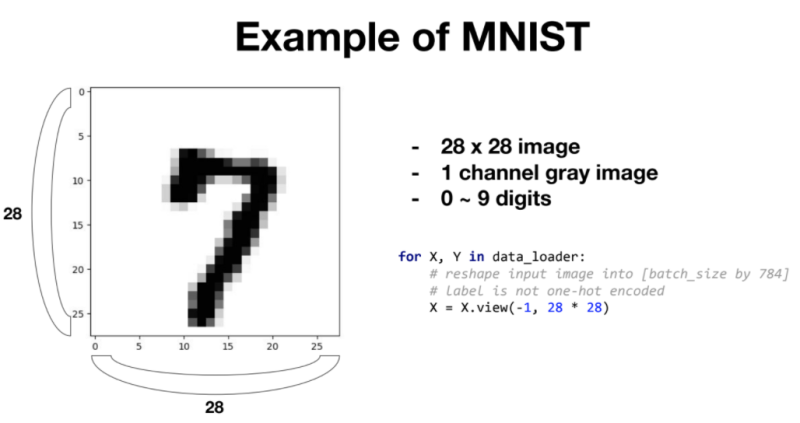 Example of MNIST
0
5
10
15
20
25
28
0 5 10 15 20 25
28
- 28 x 28 image
- 1 channel gray image
- 0 ~ 9 digits
for X, Y in data_loader:
# reshape input image into [batch_size by 784]
# label is not one-hot encoded
X = X.view(-1, 28 * 28)
7